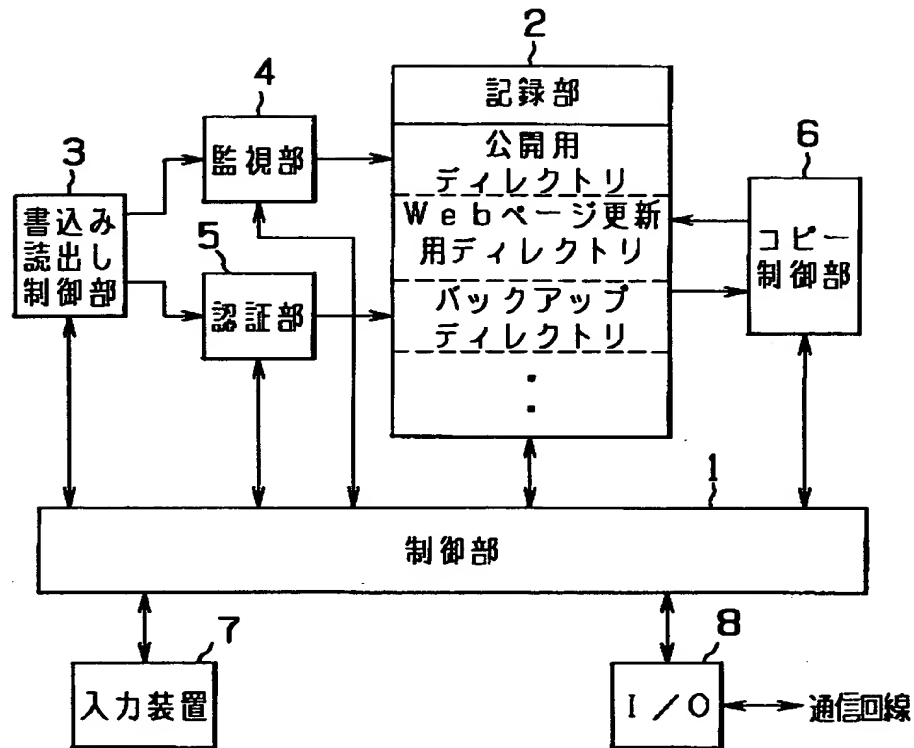 2
記録部
公開用
ディレクトリ
Webページ更新
用ディレクトリ
バックアップ
ディレクトリ
4
監視部
3
書込み
読出し
制御部
5
認証部
6
コピー
制御部
1
制御部
7
入力装置
8
I/O
通信回線